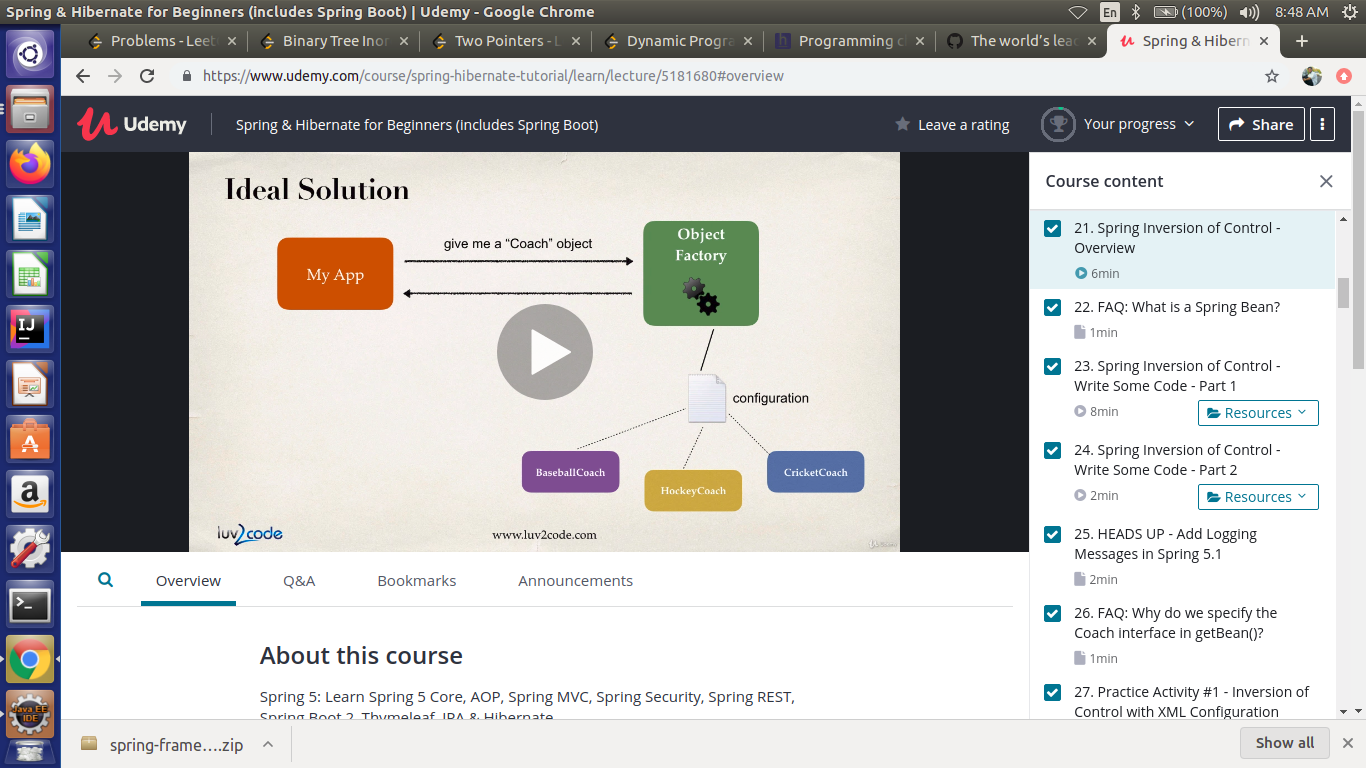 Spring & Hibernate for Beginners (includes Spring Boot) | Udemy - Google Chrome
En
(100%)
8:48 AM
Problems - Leet
Binary Tree Inor
Two Pointers - L
Dynamic Progra
Programming c
The world's lead
Spring & Hibern
https://www.udemy.com/course/spring-hibernate-tutorial/learn/lecture/5181680#overview
Udemy
Spring & Hibernate for Beginners (includes Spring Boot)
Leave a rating
Your progress
Share
Ideal Solution
My App
give me a “Coach” object
Object
Factory
configuration
BaseballCoach
HockeyCoach
CricketCoach
luv2code
www.luv2code.com
Course content
21. Spring Inversion of Control -
Overview
6min
22. FAQ: What is a Spring Bean?
1min
23. Spring Inversion of Control -
Write Some Code - Part 1
8min
Resources
24. Spring Inversion of Control -
Write Some Code - Part 2
2min
Resources
25. HEADS UP - Add Logging
Messages in Spring 5.1
2min
26. FAQ: Why do we specify the
Coach interface in getBean()?
1min
27. Practice Activity #1 - Inversion of
Control with XML Configuration
Overview
Q&A
Bookmarks
Announcements
About this course
Spring 5: Learn Spring 5 Core, AOP, Spring MVC, Spring Security, Spring REST,
Spring Boot 2, Thymeleaf, JPA & Hibernate
spring-frame....zip
Show all
IJ
Java EE
IDE